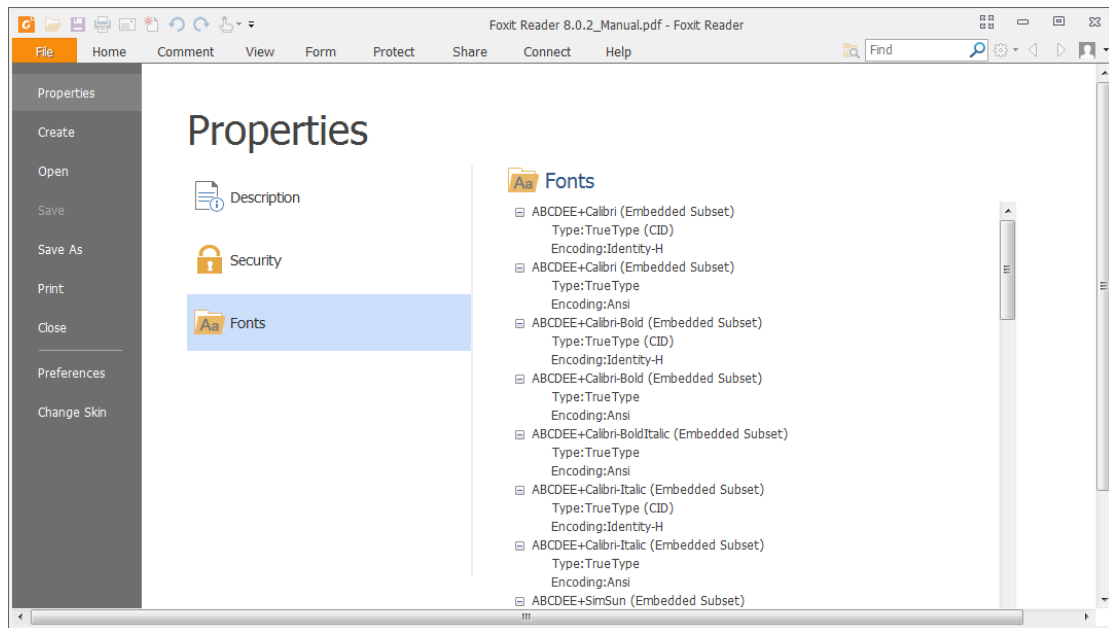 Foxit Reader 8.0.2_Manual.pdf - Foxit Reader
File Home Comment View Form Protect Share Connect Help Find
Properties
Create
Open
Save
Save As
Print
Close
Preferences
Change Skin
Properties
Description
Security
Aa Fonts
Aa Fonts
ABCDEE+Calibri (Embedded Subset)
Type:TrueType (CID)
Encoding:Identity-H
ABCDEE+Calibri (Embedded Subset)
Type:TrueType
Encoding:Ansi
ABCDEE+Calibri-Bold (Embedded Subset)
Type:TrueType (CID)
Encoding:Identity-H
ABCDEE+Calibri-Bold (Embedded Subset)
Type:TrueType
Encoding:Ansi
ABCDEE+Calibri-BoldItalic (Embedded Subset)
Type:TrueType
Encoding:Ansi
ABCDEE+Calibri-Italic (Embedded Subset)
Type:TrueType (CID)
Encoding:Identity-H
ABCDEE+Calibri-Italic (Embedded Subset)
Type:TrueType
Encoding:Ansi
ABCDEE+SimSun (Embedded Subset)